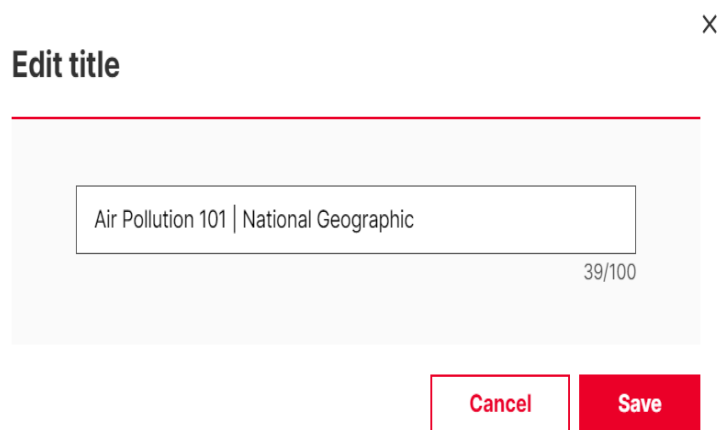 X
Edit title
Air Pollution 101 | National Geographic
39/100
Cancel
Save